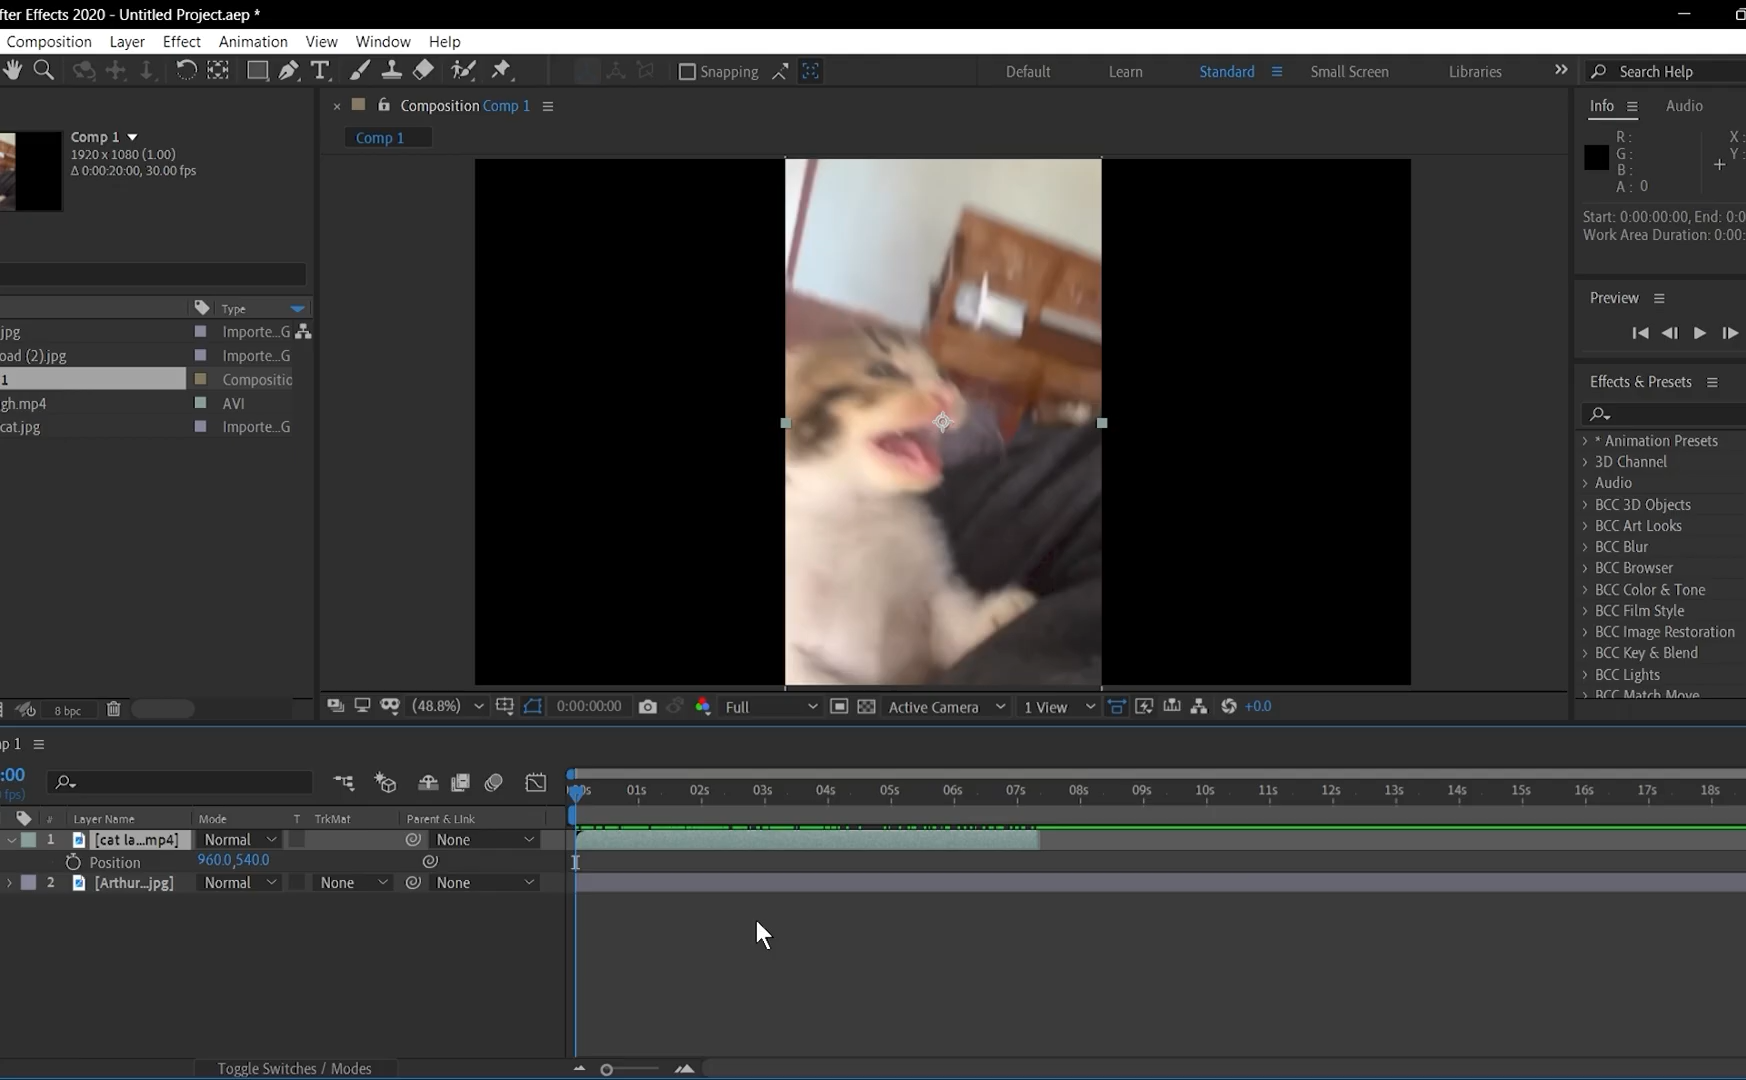 fter Effects 2020 - Untitled Project.aep *
Composition Layer Effect Animation View Window Help
Snapping
Default Learn Standard Small Screen Libraries
Search Help
Composition Comp 1
Comp 1
Comp 1
1920 x 1080 (1.00)
Δ 0:00:20:00, 30.00 fps
Type
jpg Importe...G
oad (2).jpg Importe...G
1 Compositio
gh.mp4 AVI
cat.jpg Importe...G
8 bpc
(48.8%) 0:00:00:00 Full Active Camera 1 View +0.0
Info Audio
R: X:
G: Y:
B:
A: 0
Start: 0:00:00:00, End: 0:0
Work Area Duration: 0:00:
Preview
Effects & Presets
* Animation Presets
3D Channel
Audio
BCC 3D Objects
BCC Art Looks
BCC Blur
BCC Browser
BCC Color & Tone
BCC Film Style
BCC Image Restoration
BCC Key & Blend
BCC Lights
BCC Match Move
mp 1
:00
fps)
01s 02s 03s 04s 05s 06s 07s 08s 09s 10s 11s 12s 13s 14s 15s 16s 17s 18s
# Layer Name Mode T TrkMat Parent & Link
1 [cat la...mp4] Normal None
Position 960.0,540.0
2 [Arthur...jpg] Normal None None
Toggle Switches / Modes